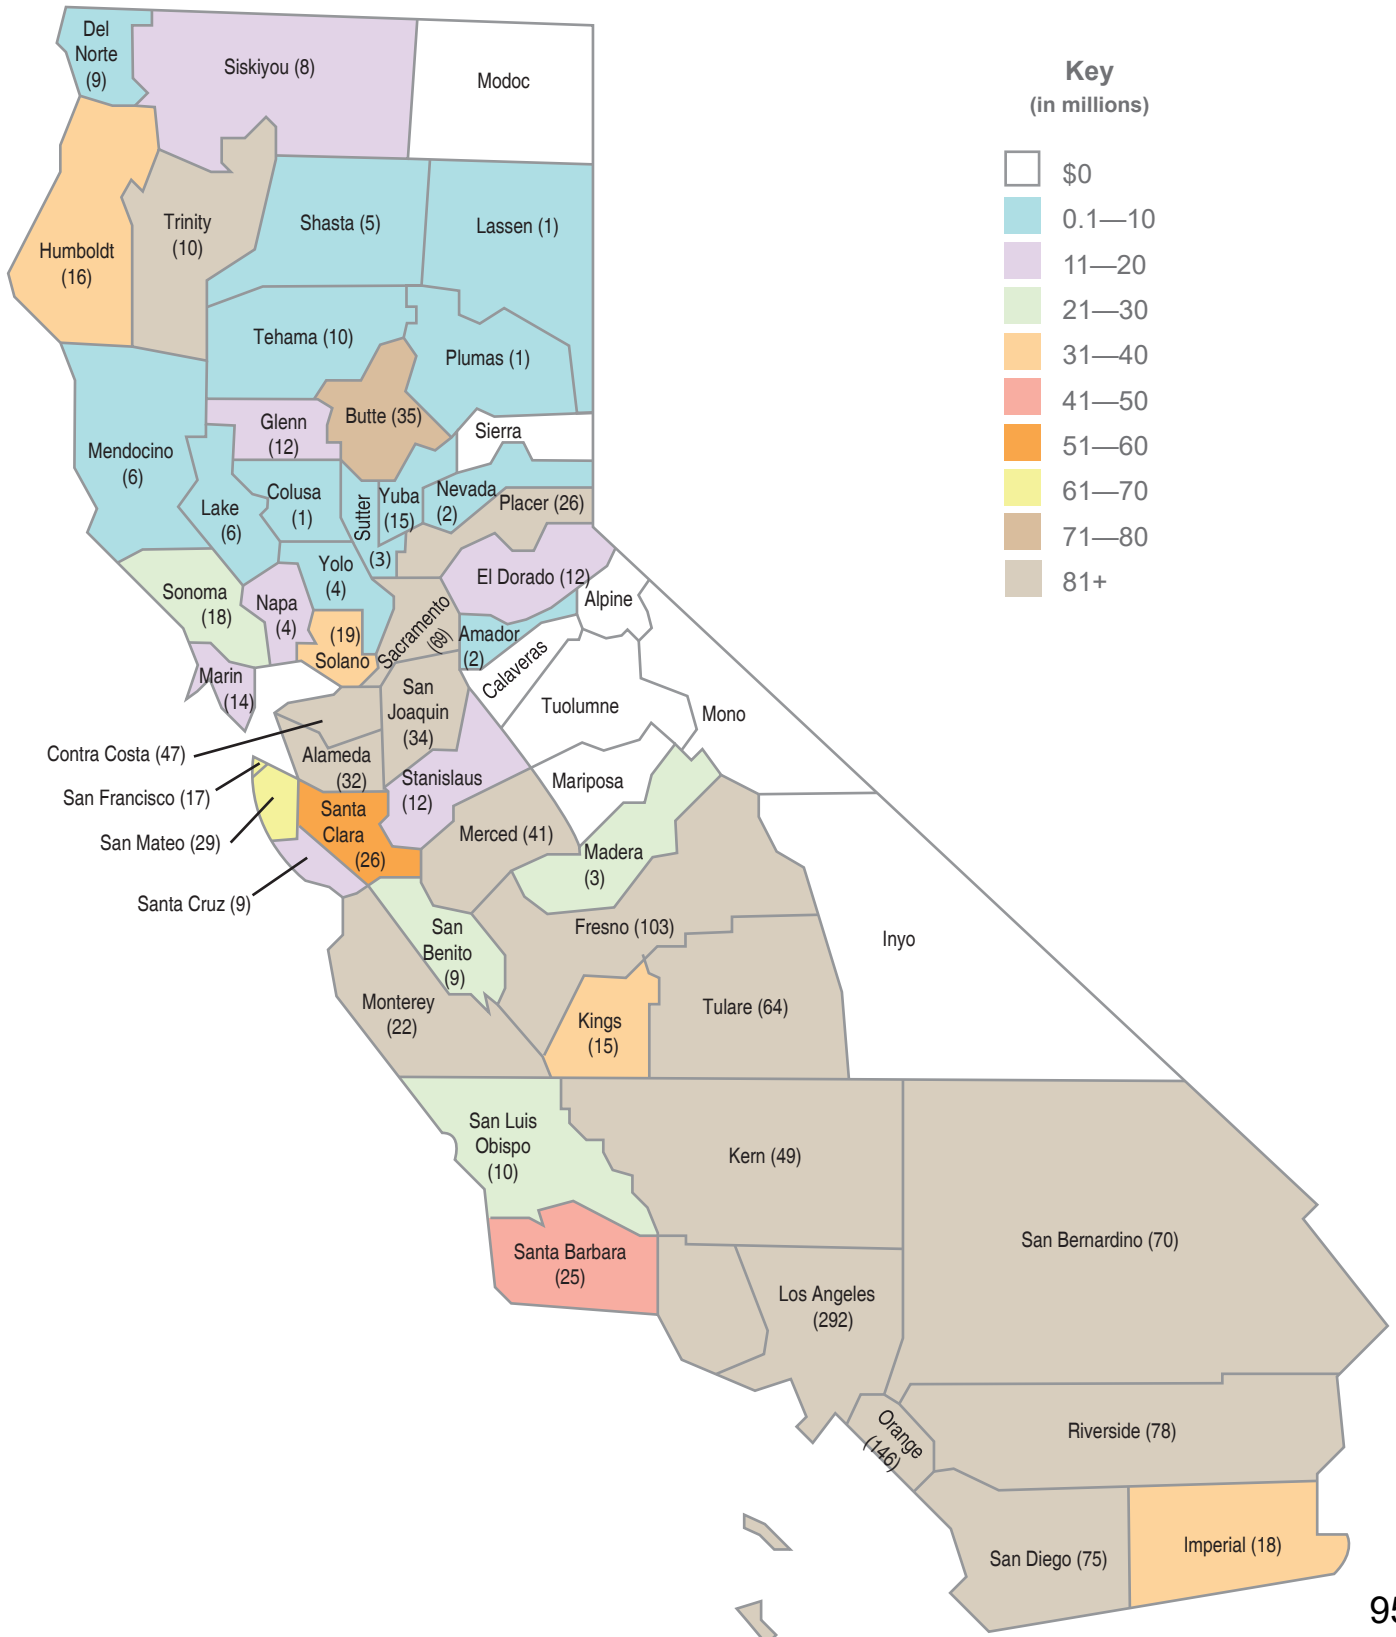 Del
Norte
(9)
Siskiyou (8)
Modoc
Key
(in millions)
$0
0.1—10
11—20
21—30
31—40
41—50
51—60
61—70
71—80
81+
Humboldt
(16)
Trinity
(10)
Shasta (5)
Lassen (1)
Tehama (10)
Plumas (1)
Butte (35)
Glenn
(12)
Sierra
Mendocino
(6)
Lake
(6)
Colusa
(1)
Sutter
(3)
Yuba
(15)
Nevada
(2)
Placer (26)
Yolo
(4)
El Dorado (12)
Alpine
Sonoma
(18)
Napa
(4)
(19)
Solano
Sacramento
(69)
Amador
(2)
Calaveras
Marin
(14)
San
Joaquin
(34)
Tuolumne
Mono
Contra Costa (47)
Alameda
(32)
Stanislaus
(12)
Mariposa
San Francisco (17)
San Mateo (29)
Santa
Clara
(26)
Merced (41)
Madera
(3)
Santa Cruz (9)
San
Benito
(9)
Fresno (103)
Inyo
Monterey
(22)
Kings
(15)
Tulare (64)
San Luis
Obispo
(10)
Kern (49)
Santa Barbara
(25)
San Bernardino (70)
Los Angeles
(292)
Orange
(146)
Riverside (78)
San Diego (75)
Imperial (18)
95